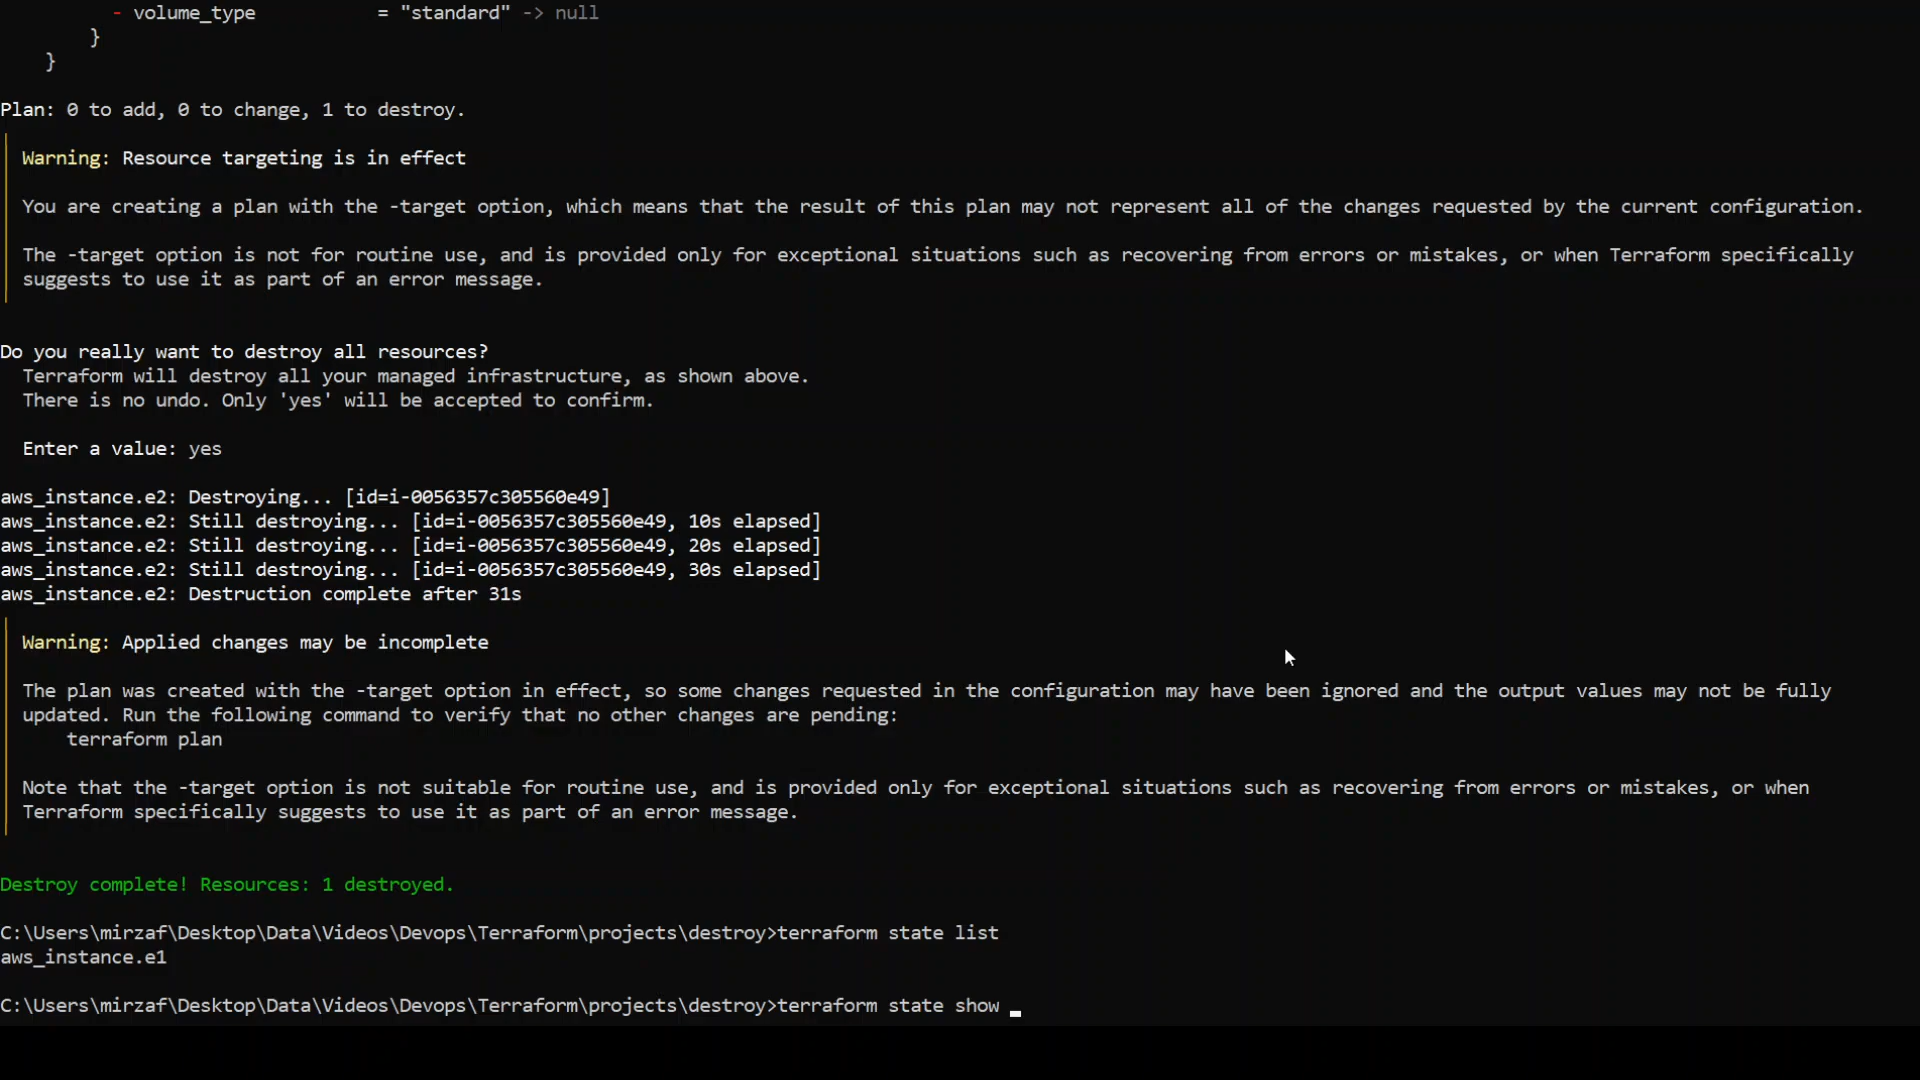 - volume_type = "standard" -> null
}
}
Plan: 0 to add, 0 to change, 1 to destroy.
Warning: Resource targeting is in effect
You are creating a plan with the -target option, which means that the result of this plan may not represent all of the changes requested by the current configuration.
The -target option is not for routine use, and is provided only for exceptional situations such as recovering from errors or mistakes, or when Terraform specifically
suggests to use it as part of an error message.
Do you really want to destroy all resources?
Terraform will destroy all your managed infrastructure, as shown above.
There is no undo. Only 'yes' will be accepted to confirm.
Enter a value: yes
aws_instance.e2: Destroying... [id=i-0056357c305560e49]
aws_instance.e2: Still destroying... [id=i-0056357c305560e49, 10s elapsed]
aws_instance.e2: Still destroying... [id=i-0056357c305560e49, 20s elapsed]
aws_instance.e2: Still destroying... [id=i-0056357c305560e49, 30s elapsed]
aws_instance.e2: Destruction complete after 31s
Warning: Applied changes may be incomplete
The plan was created with the -target option in effect, so some changes requested in the configuration may have been ignored and the output values may not be fully
updated. Run the following command to verify that no other changes are pending:
terraform plan
Note that the -target option is not suitable for routine use, and is provided only for exceptional situations such as recovering from errors or mistakes, or when
Terraform specifically suggests to use it as part of an error message.
Destroy complete! Resources: 1 destroyed.
C:\Users\mirzaf\Desktop\Data\Videos\Devops\Terraform\projects\destroy>terraform state list
aws_instance.e1
C:\Users\mirzaf\Desktop\Data\Videos\Devops\Terraform\projects\destroy>terraform state show